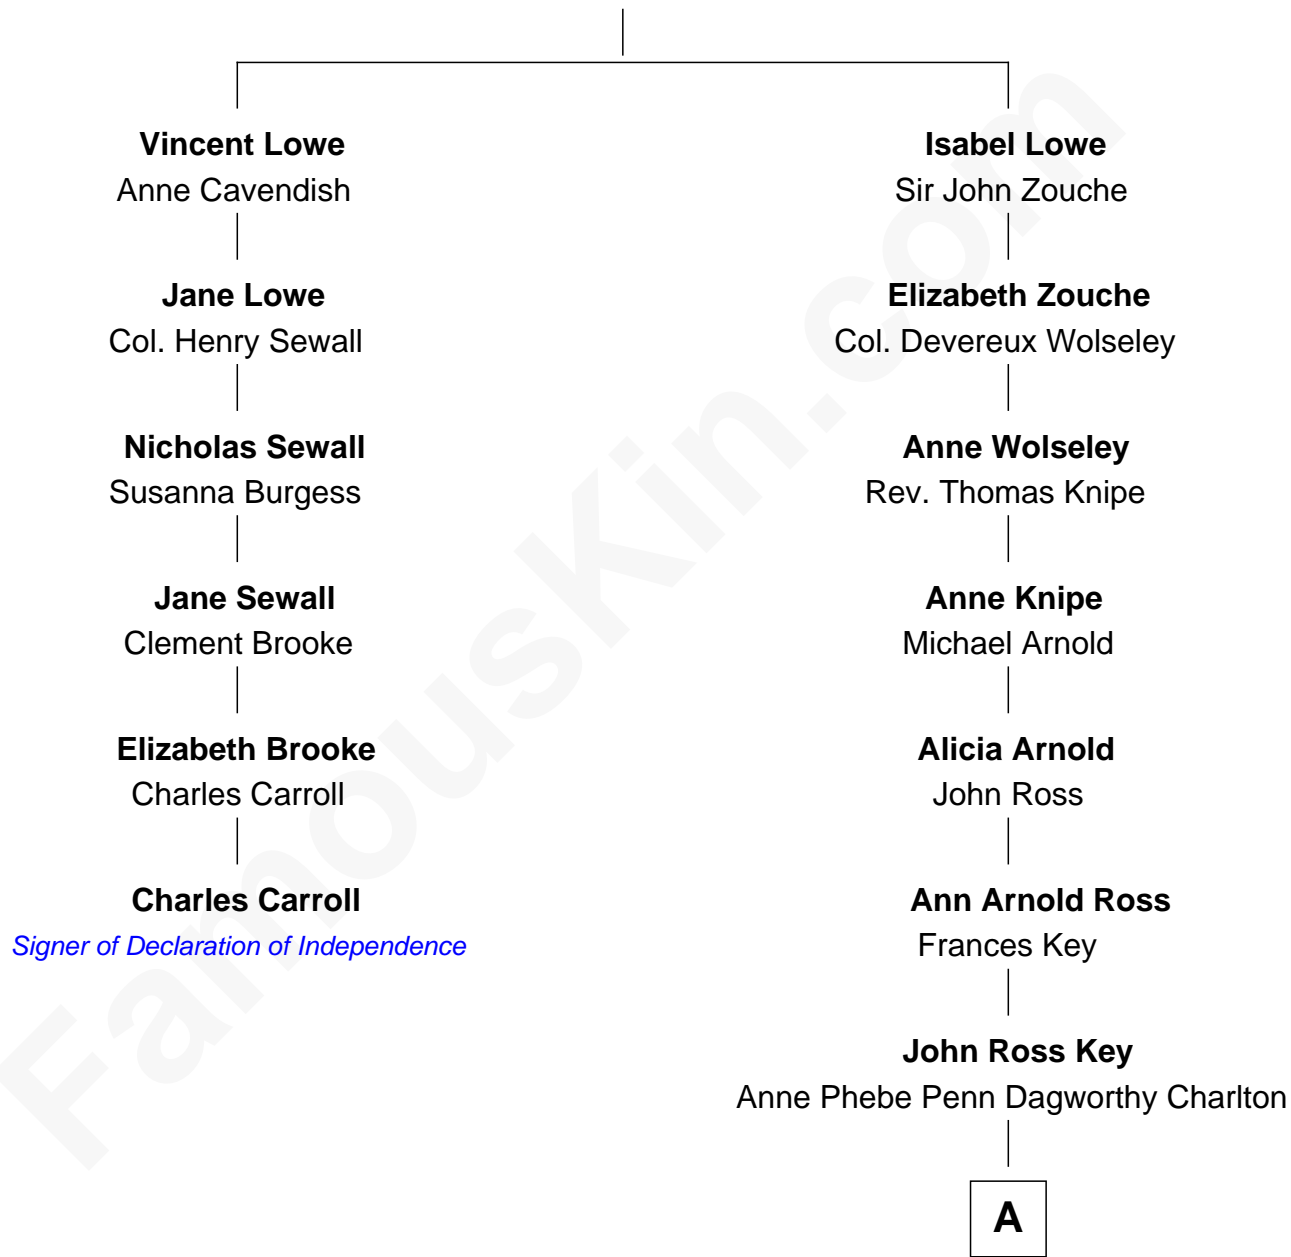 Vincent Lowe
Anne Cavendish
Jane Lowe
Col. Henry Sewall
Nicholas Sewall
Susanna Burgess
Jane Sewall
Clement Brooke
Elizabeth Brooke
Charles Carroll
Charles Carroll
Signer of Declaration of Independence
Isabel Lowe
Sir John Zouche
Elizabeth Zouche
Col. Devereux Wolseley
Anne Wolseley
Rev. Thomas Knipe
Anne Knipe
Michael Arnold
Alicia Arnold
John Ross
Ann Arnold Ross
Frances Key
John Ross Key
Anne Phebe Penn Dagworthy Charlton
A
FamousKin.com